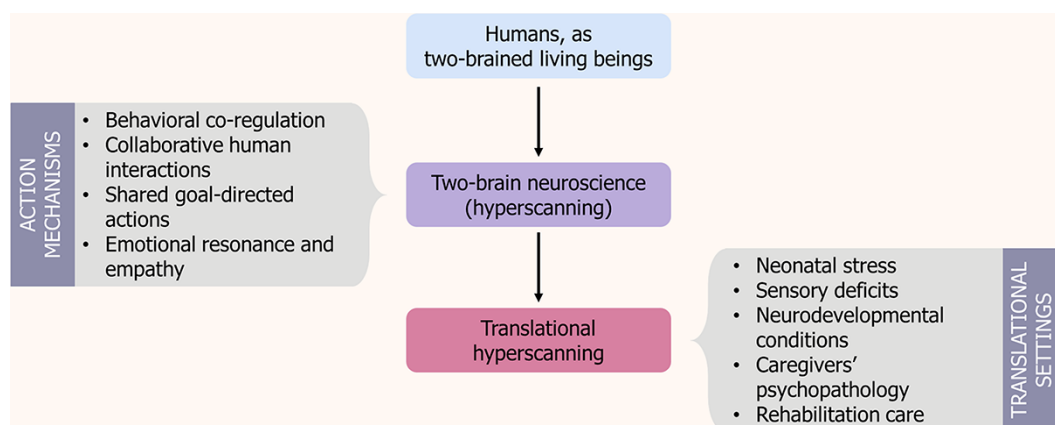 Humans, as
two-brained living beings
ACTION
MECHANISMS
• Behavioral co-regulation
• Collaborative human
interactions
• Shared goal-directed
actions
• Emotional resonance and
empathy
Two-brain neuroscience
(hyperscanning)
Translational
hyperscanning
• Neonatal stress
• Sensory deficits
• Neurodevelopmental
conditions
• Caregivers’
psychopathology
• Rehabilitation care
TRANSLATIONAL
SETTINGS